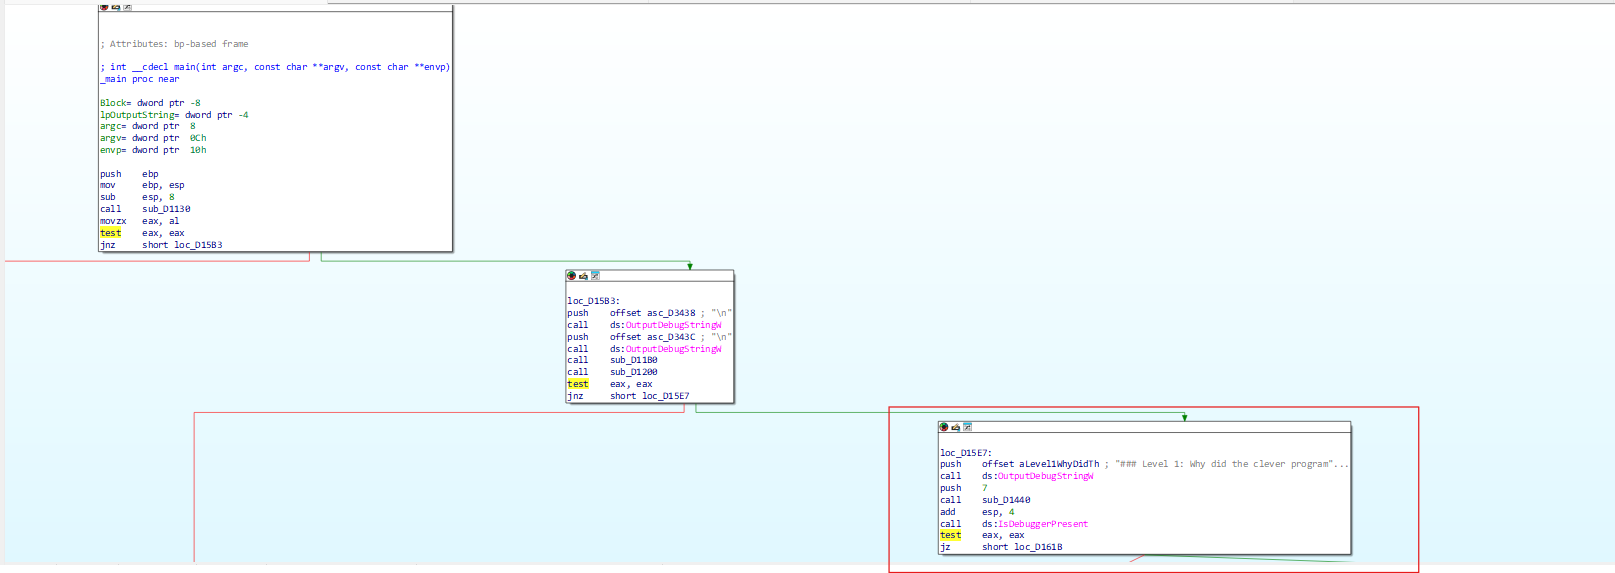 ; Attributes: bp-based frame
; int __cdecl main(int argc, const char **argv, const char **envp)
_main proc near
Block= dword ptr -8
lpOutputString= dword ptr -4
argc= dword ptr  8
argv= dword ptr  0Ch
envp= dword ptr  10h
push    ebp
mov     ebp, esp
sub     esp, 8
call    sub_D1130
movzx   eax, al
test    eax, eax
jnz     short loc_D15B3
loc_D15B3:
push    offset asc_D3438 ; "\n"
call    ds:OutputDebugStringW
push    offset asc_D343C ; "\n"
call    ds:OutputDebugStringW
call    sub_D11B0
call    sub_D1200
test    eax, eax
jnz     short loc_D15E7
loc_D15E7:
push    offset aLevel1WhyDidTh ; "### Level 1: Why did the clever program"...
call    ds:OutputDebugStringW
push    7
call    sub_D1440
add     esp, 4
call    ds:IsDebuggerPresent
test    eax, eax
jz      short loc_D161B